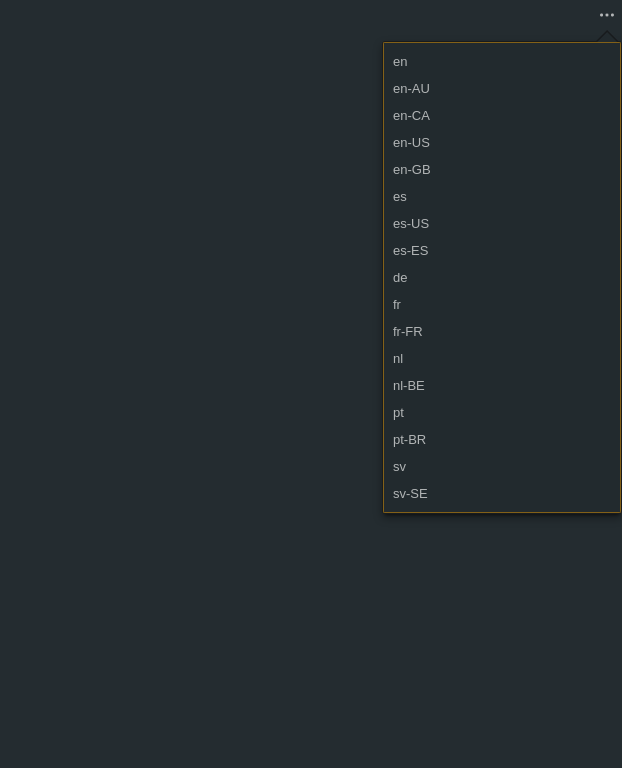 en
en-AU
en-CA
en-US
en-GB
es
es-US
es-ES
de
fr
fr-FR
nl
nl-BE
pt
pt-BR
sv
sv-SE